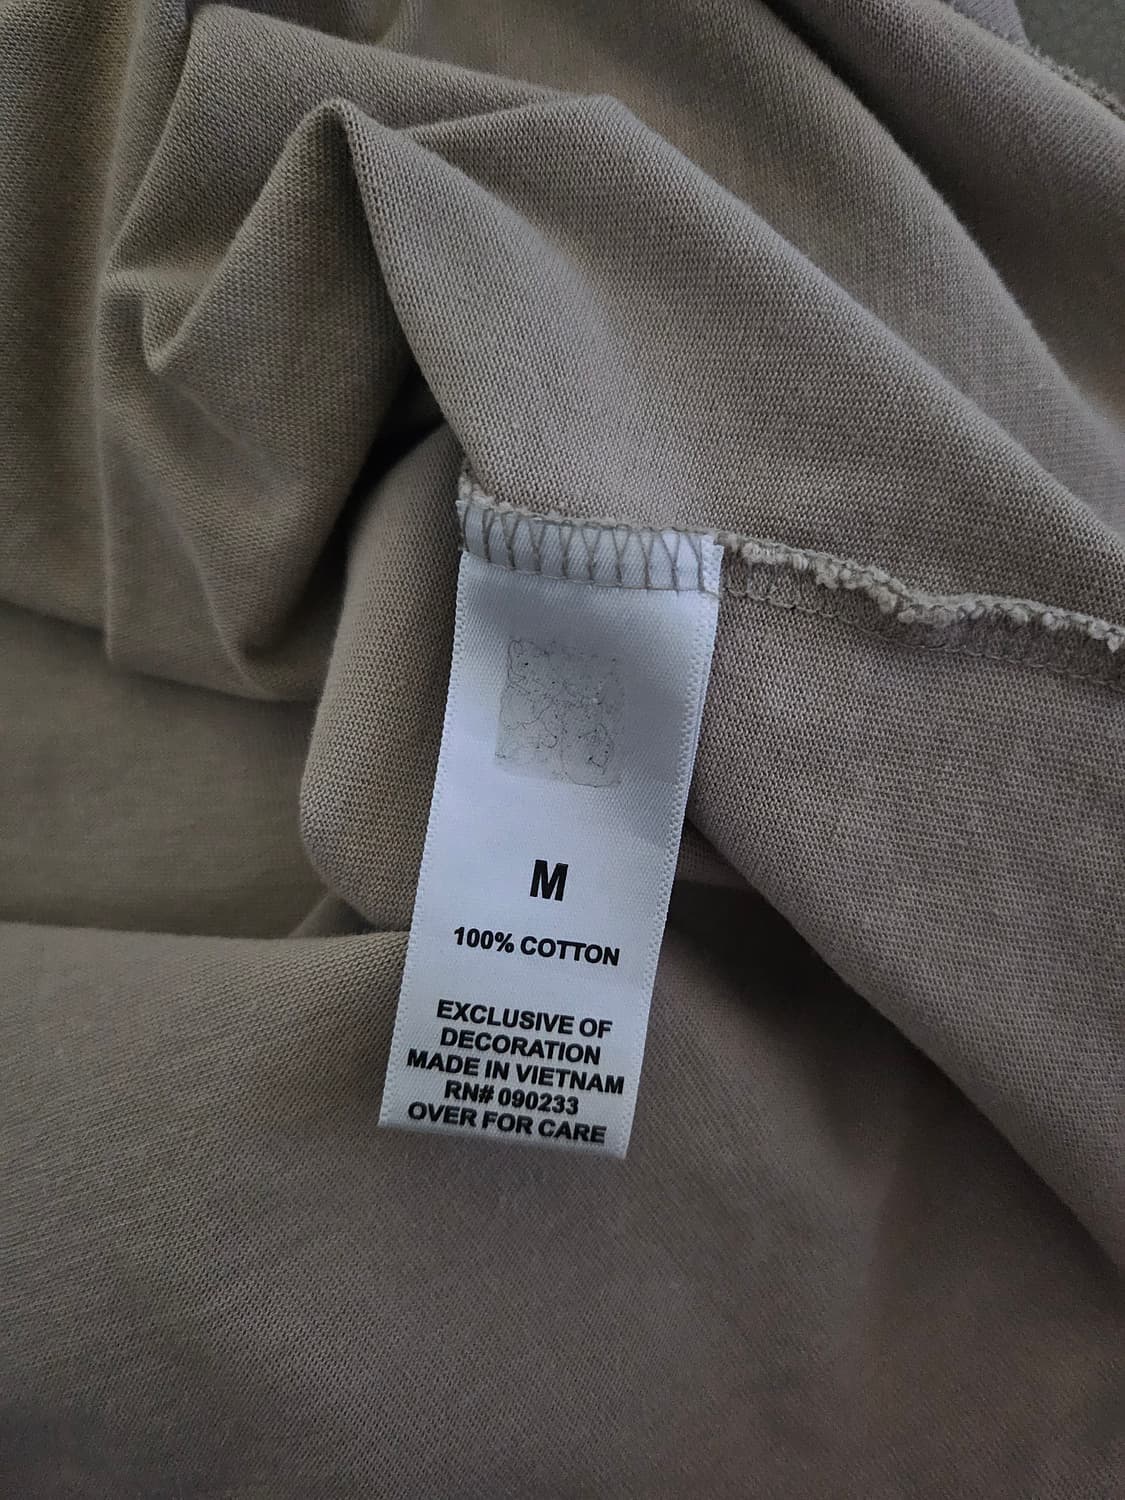 M
100% COTTON
EXCLUSIVE OF
DECORATION
MADE IN VIETNAM
RN# 090233
OVER FOR CARE